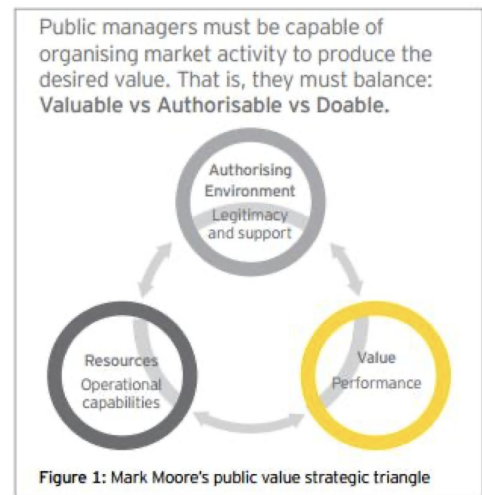 Public managers must be capable of
organising market activity to produce the
desired value. That is, they must balance:
Valuable vs Authorisable vs Doable.
Authorising
Environment
Legitimacy
and support
Resources
Operational
capabilities
Value
Performance
Figure 1: Mark Moore's public value strategic triangle